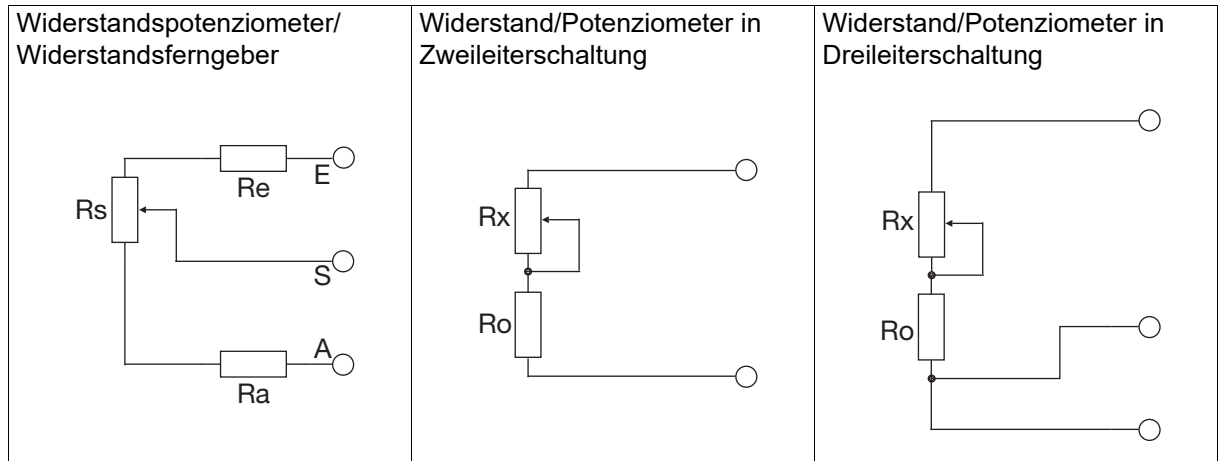 Widerstandspotenziometer/
Widerstandsferngeber
Rs
Re
E
S
A
Ra
Widerstand/Potenziometer in
Zweileiterschaltung
Rx
Ro
Widerstand/Potenziometer in
Dreileiterschaltung
Rx
Ro